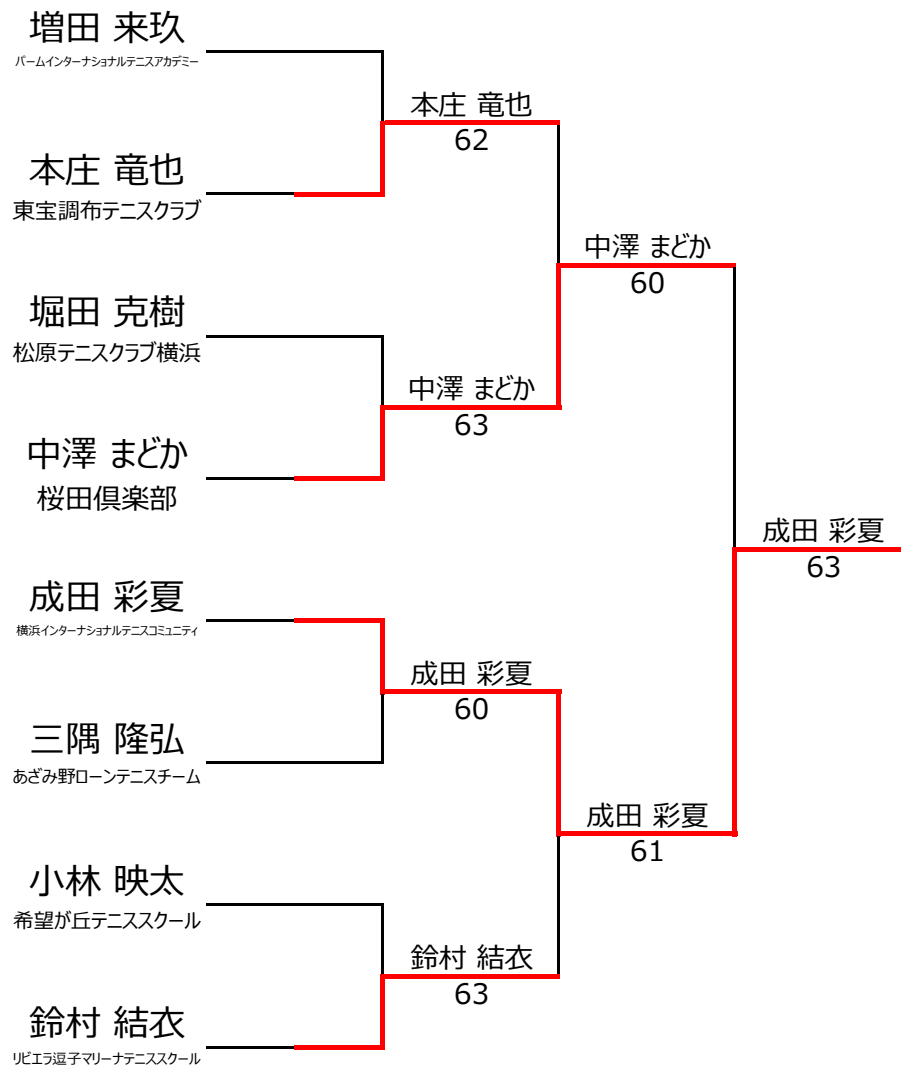 増田 来玖
パームインターナショナルテニスアカデミー
本庄 竜也
62
本庄 竜也
東宝調布テニスクラブ
中澤 まどか
60
堀田 克樹
松原テニスクラブ横浜
中澤 まどか
63
中澤 まどか
桜田倶楽部
成田 彩夏
63
成田 彩夏
横浜インターナショナルテニスコミュニティ
成田 彩夏
60
三隅 隆弘
あざみ野ローンテニスチーム
成田 彩夏
61
小林 映太
希望が丘テニススクール
鈴村 結衣
63
鈴村 結衣
リビエラ逗子マリーナテニススクール